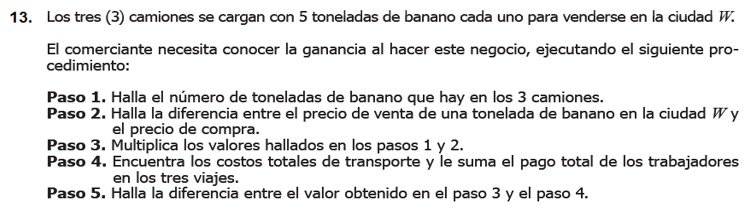 13. Los tres (3) camiones se cargan con 5 toneladas de banano cada uno para venderse en la ciudad W.
El comerciante necesita conocer la ganancia al hacer este negocio, ejecutando el siguiente pro-
cedimiento:
Paso 1. Halla el número de toneladas de banano que hay en los 3 camiones.
Paso 2. Halla la diferencia entre el precio de venta de una tonelada de banano en la ciudad W y
el precio de compra.
Paso 3. Multiplica los valores hallados en los pasos 1 y 2.
Paso 4. Encuentra los costos totales de transporte y le suma el pago total de los trabajadores
en los tres viajes.
Paso 5. Halla la diferencia entre el valor obtenido en el paso 3 y el paso 4.